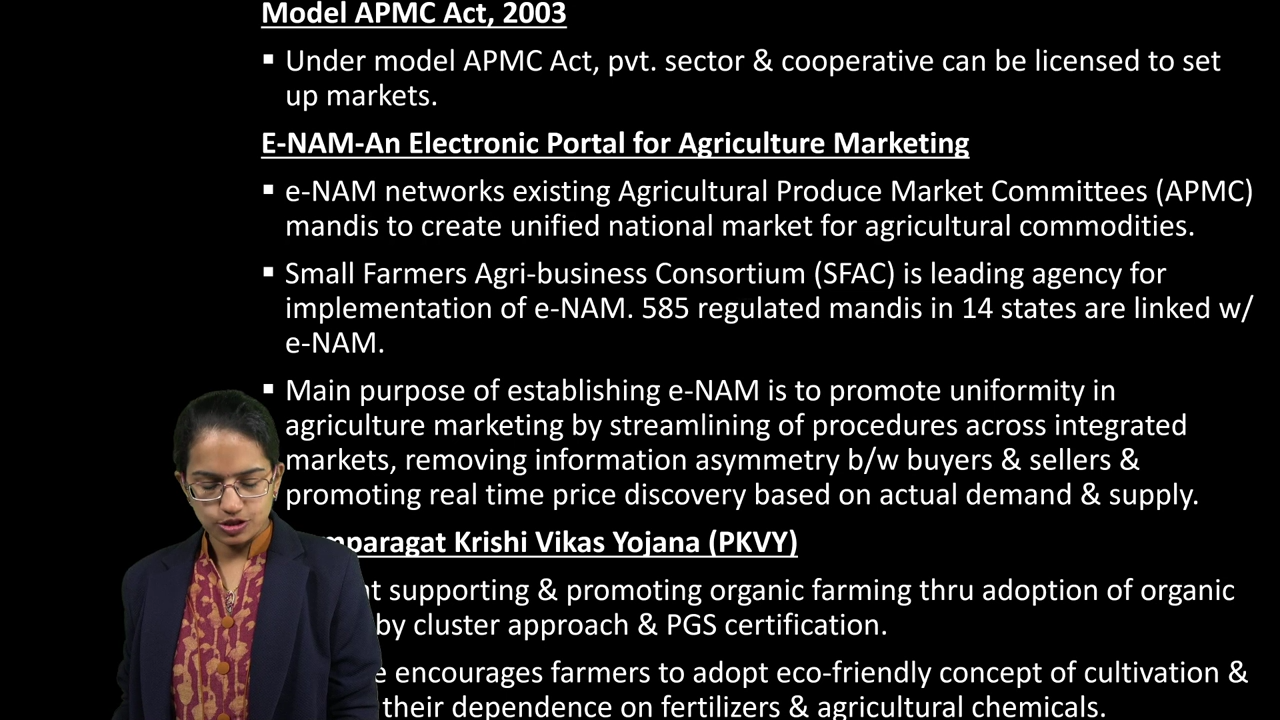 Model APMC Act, 2003
▪ Under model APMC Act, pvt. sector & cooperative can be licensed to set
up markets.
E-NAM-An Electronic Portal for Agriculture Marketing
▪ e-NAM networks existing Agricultural Produce Market Committees (APMC)
mandis to create unified national market for agricultural commodities.
▪ Small Farmers Agri-business Consortium (SFAC) is leading agency for
implementation of e-NAM. 585 regulated mandis in 14 states are linked w/
e-NAM.
▪ Main purpose of establishing e-NAM is to promote uniformity in
agriculture marketing by streamlining of procedures across integrated
markets, removing information asymmetry b/w buyers & sellers &
promoting real time price discovery based on actual demand & supply.
Krishi Vikas Yojana (PKVY)
supporting & promoting organic farming thru adoption of organic
by cluster approach & PGS certification.
encourages farmers to adopt eco-friendly concept of cultivation &
their dependence on fertilizers & agricultural chemicals.